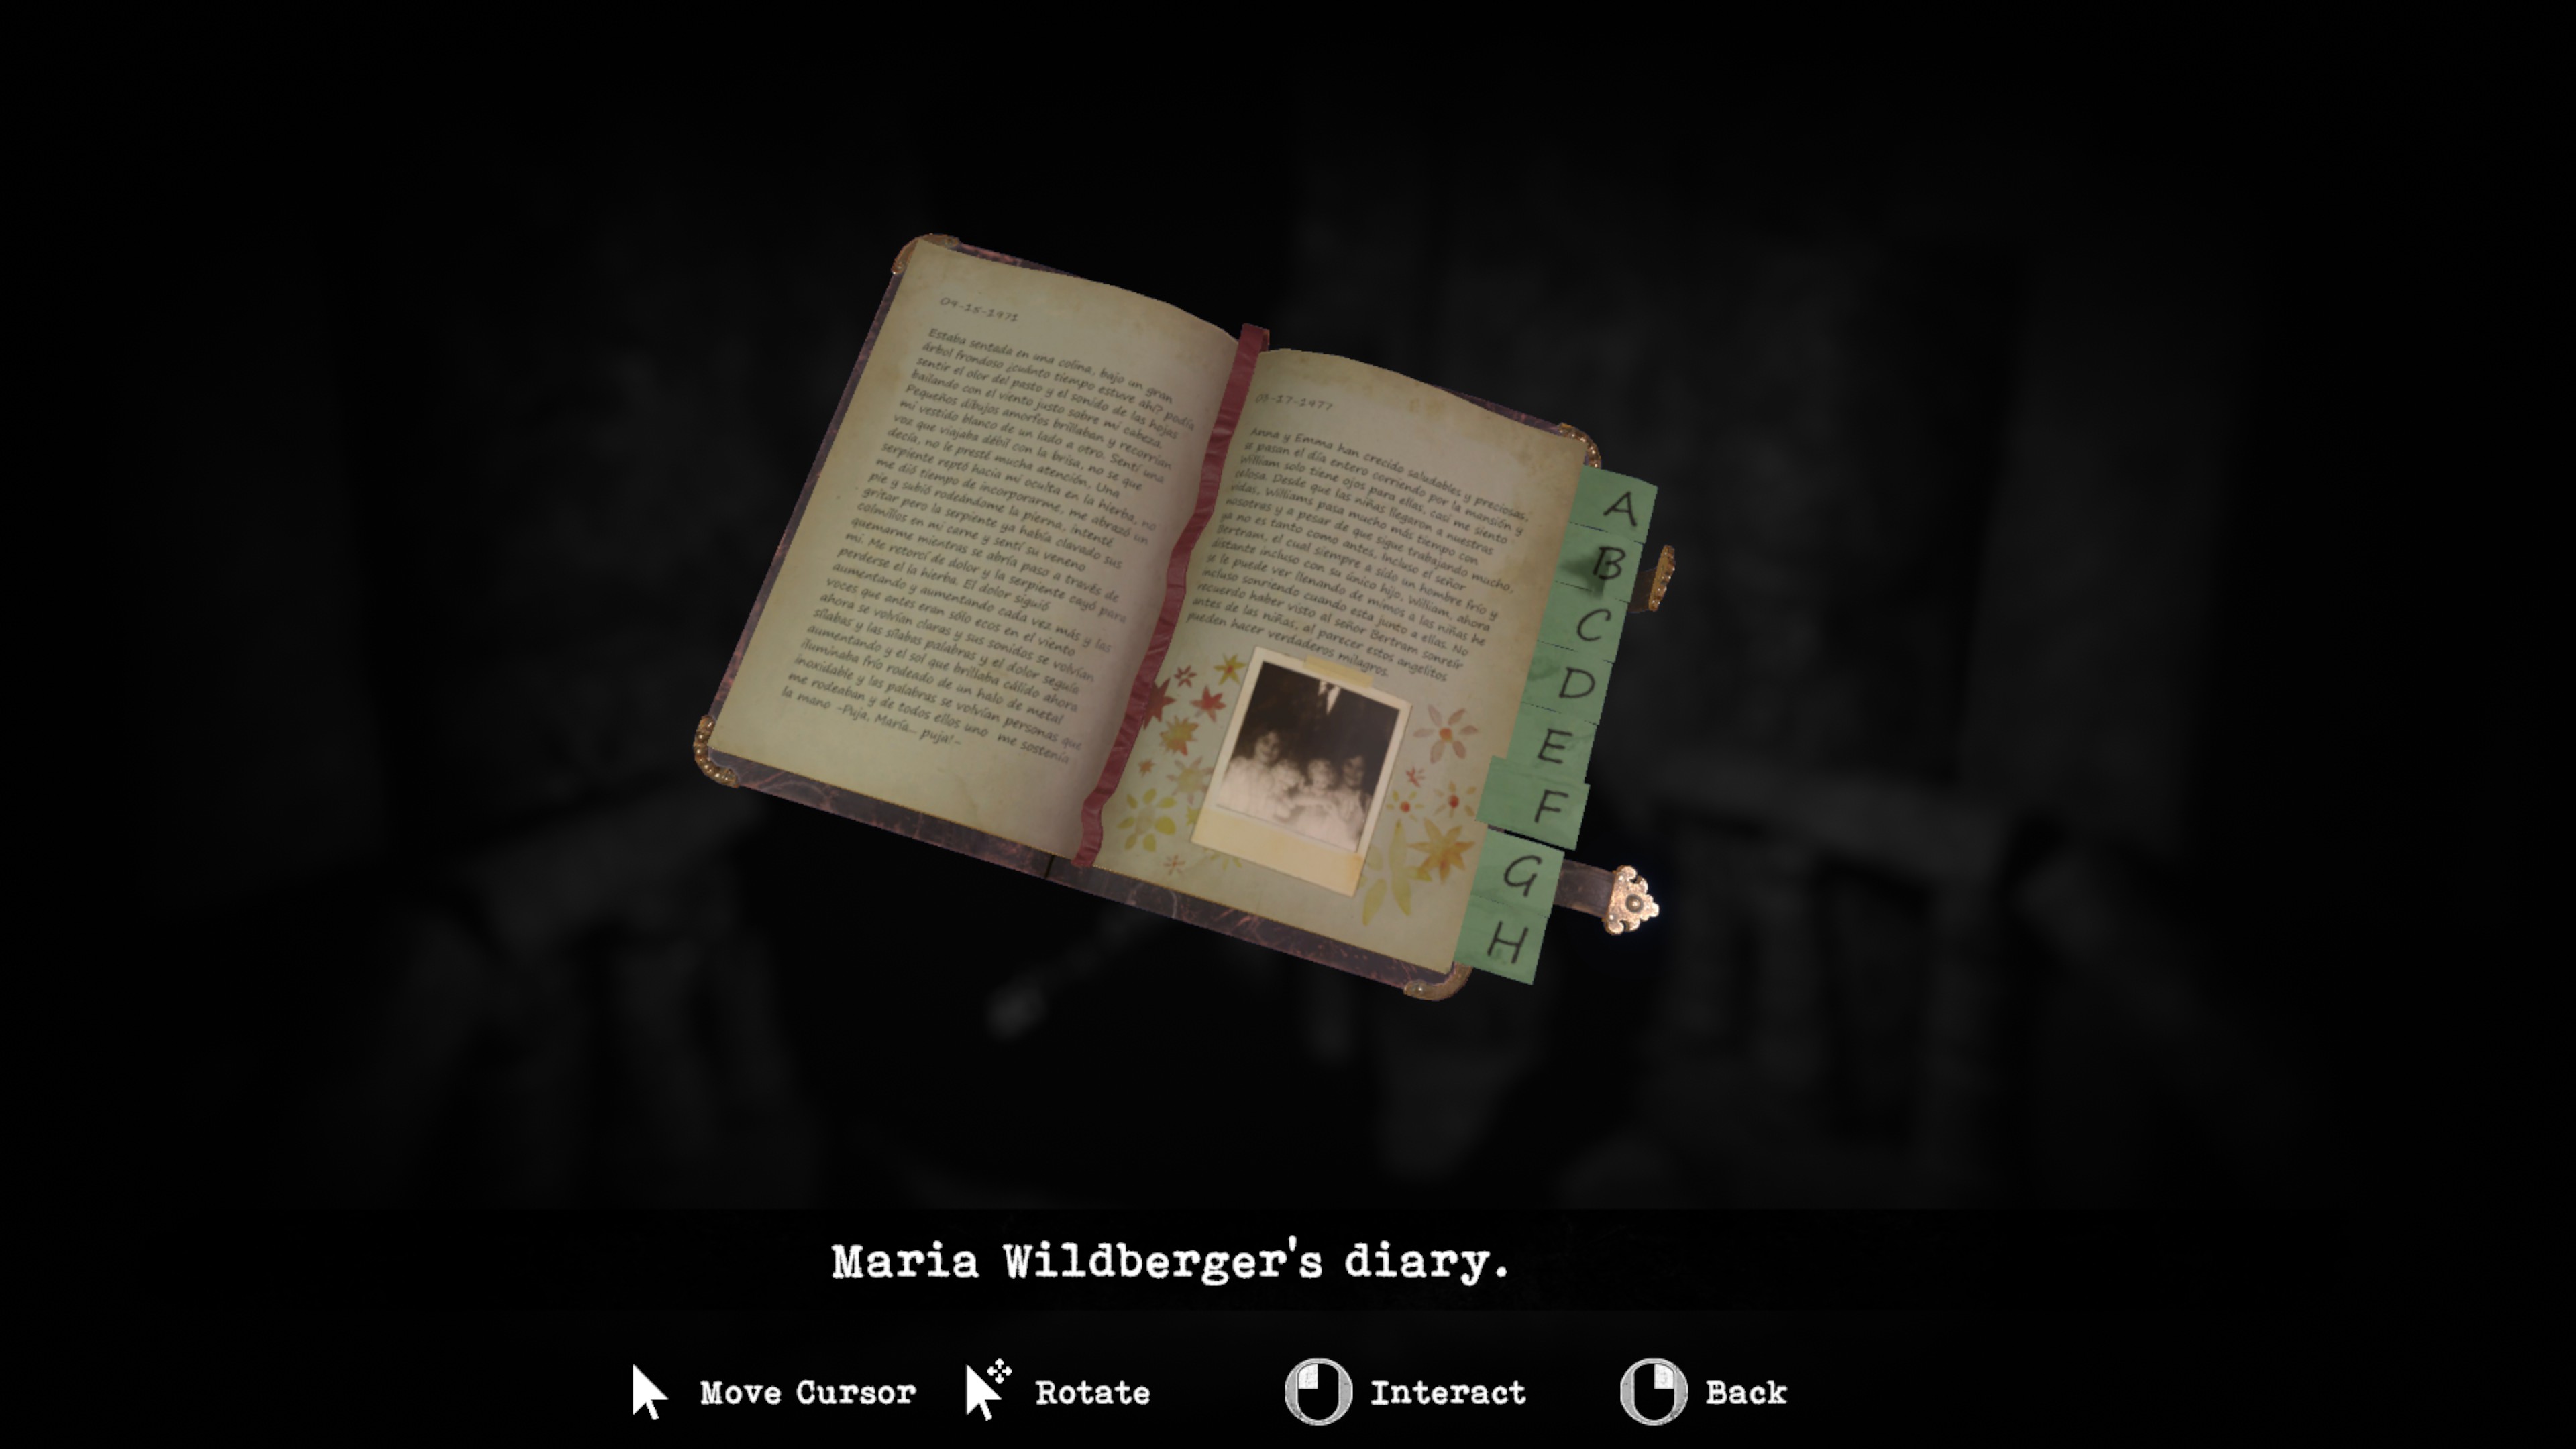 04-15-1971
Estaba sentada en una colina, bajo un gran
árbol frondoso ¿cuánto tiempo estuve ahí? podía
sentir el olor del pasto y el sonido de las hojas
bailando con el viento justo sobre mi cabeza.
Pequeños dibujos amorfos brillaban y recorrían
mi vestido blanco de un lado a otro. Sentí una
voz que viajaba débil con la brisa, no se que
decía, no le presté mucha atención. Una
serpiente reptó hacia mi oculta en la hierba, no
me dió tiempo de incorporarme, me abrazó un
pie y subió rodeándome la pierna, intenté
gritar pero la serpiente ya había clavado sus
colmillos en mi carne y sentí su veneno
quemarme mientras se abría paso a través de
mi. Me retorcí de dolor y la serpiente cayó para
perderse el la hierba. El dolor siguió
aumentando y aumentando cada vez más y las
voces que antes eran sólo ecos en el viento
ahora se volvían claras y sus sonidos se volvían
sílabas y las sílabas palabras y el dolor seguía
aumentando y el sol que brillaba cálido ahora
iluminaba frío rodeado de un halo de metal
inoxidable y las palabras se volvían personas que
me rodeaban y de todos ellos uno me sostenía
la mano -Puja, María... puja!-
03-17-1977
Anna y Emma han crecido saludables y preciosas,
se pasan el día entero corriendo por la mansión y
William solo tiene ojos para ellas, casi me siento
celosa. Desde que las niñas llegaron a nuestras
vidas, Williams pasa mucho más tiempo con
nosotras y a pesar de que sigue trabajando mucho,
ya no es tanto como antes. Incluso el señor
Bertram, el cual siempre a sido un hombre frío y
distante incluso con su único hijo, William, ahora
se le puede ver llenando de mimos a las niñas he
incluso sonriendo cuando esta junto a ellas. No
recuerdo haber visto al señor Bertram sonreír
antes de las niñas, al parecer estos angelitos
pueden hacer verdaderos milagros.
A
B
C
D
E
F
G
H
Maria Wildberger's diary.
Move Cursor
Rotate
Interact
Back